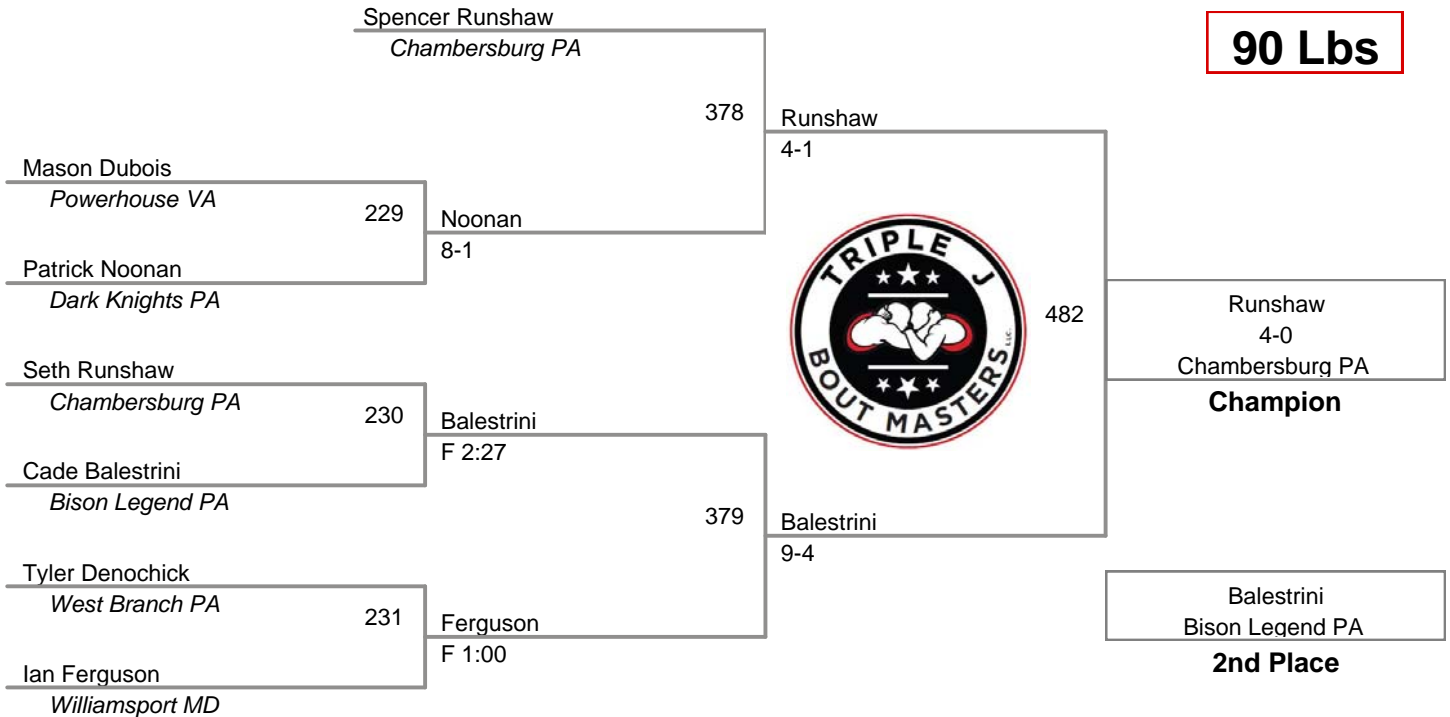 Spencer Runshaw
Chambersburg PA
90 Lbs
378
Runshaw
4-1
Mason Dubois
Powerhouse VA
229
Noonan
8-1
Patrick Noonan
Dark Knights PA
TRIPLE J
BOUT MASTERS LLC.
482
Runshaw
4-0
Chambersburg PA
Champion
Seth Runshaw
Chambersburg PA
230
Balestrini
F 2:27
Cade Balestrini
Bison Legend PA
379
Balestrini
9-4
Tyler Denochick
West Branch PA
231
Ferguson
F 1:00
Ian Ferguson
Williamsport MD
Balestrini
Bison Legend PA
2nd Place